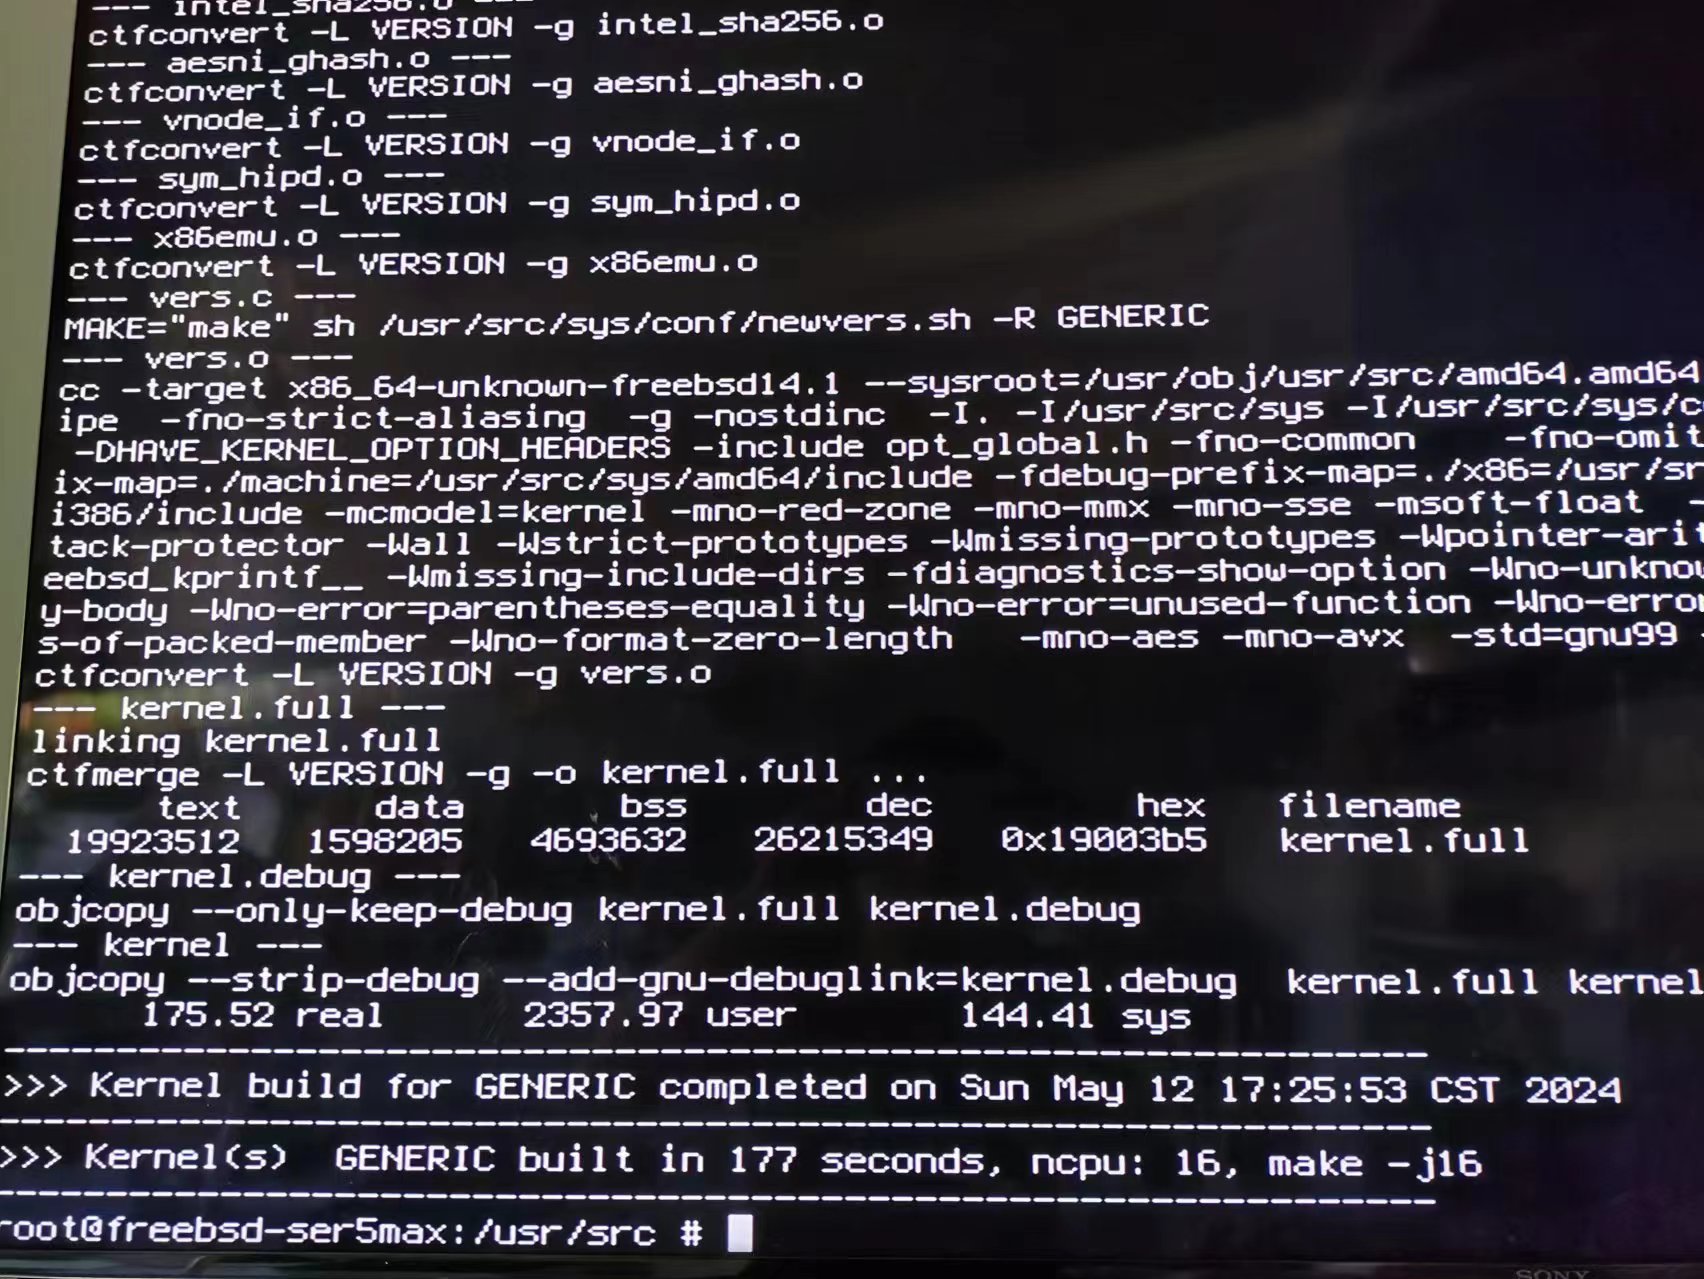 --- intel_sha256.o ---
ctfconvert -L VERSION -g intel_sha256.o
--- aesni_ghash.o ---
ctfconvert -L VERSION -g aesni_ghash.o
--- vnode_if.o ---
ctfconvert -L VERSION -g vnode_if.o
--- sym_hipd.o ---
ctfconvert -L VERSION -g sym_hipd.o
--- x86emu.o ---
ctfconvert -L VERSION -g x86emu.o
--- vers.c ---
MAKE="make" sh /usr/src/sys/conf/newvers.sh -R GENERIC
--- vers.o ---
cc -target x86_64-unknown-freebsd14.1 --sysroot=/usr/obj/usr/src/amd64.amd64
ipe -fno-strict-aliasing -g -nostdinc -I. -I/usr/src/sys -I/usr/src/sys/c
-DHAVE_KERNEL_OPTION_HEADERS -include opt_global.h -fno-common -fno-omit
ix-map=./machine=/usr/src/sys/amd64/include -fdebug-prefix-map=./x86=/usr/sr
i386/include -mcmodel=kernel -mno-red-zone -mno-mmx -mno-sse -msoft-float -
tack-protector -Wall -Wstrict-prototypes -Wmissing-prototypes -Wpointer-arit
eebsd_kprintf__ -Wmissing-include-dirs -fdiagnostics-show-option -Wno-unknow
y-body -Wno-error=parentheses-equality -Wno-error=unused-function -Wno-error
s-of-packed-member -Wno-format-zero-length -mno-aes -mno-avx -std=gnu99
ctfconvert -L VERSION -g vers.o
--- kernel.full ---
linking kernel.full
ctfmerge -L VERSION -g -o kernel.full ...
text data bss dec hex filename
19923512 1598205 4693632 26215349 0x19003b5 kernel.full
--- kernel.debug ---
objcopy --only-keep-debug kernel.full kernel.debug
--- kernel ---
objcopy --strip-debug --add-gnu-debuglink=kernel.debug kernel.full kernel
175.52 real 2357.97 user 144.41 sys
--------------------------------------------------------------
>>> Kernel build for GENERIC completed on Sun May 12 17:25:53 CST 2024
--------------------------------------------------------------
>>> Kernel(s) GENERIC built in 177 seconds, ncpu: 16, make -j16
--------------------------------------------------------------
root@freebsd-ser5max:/usr/src #
SONY